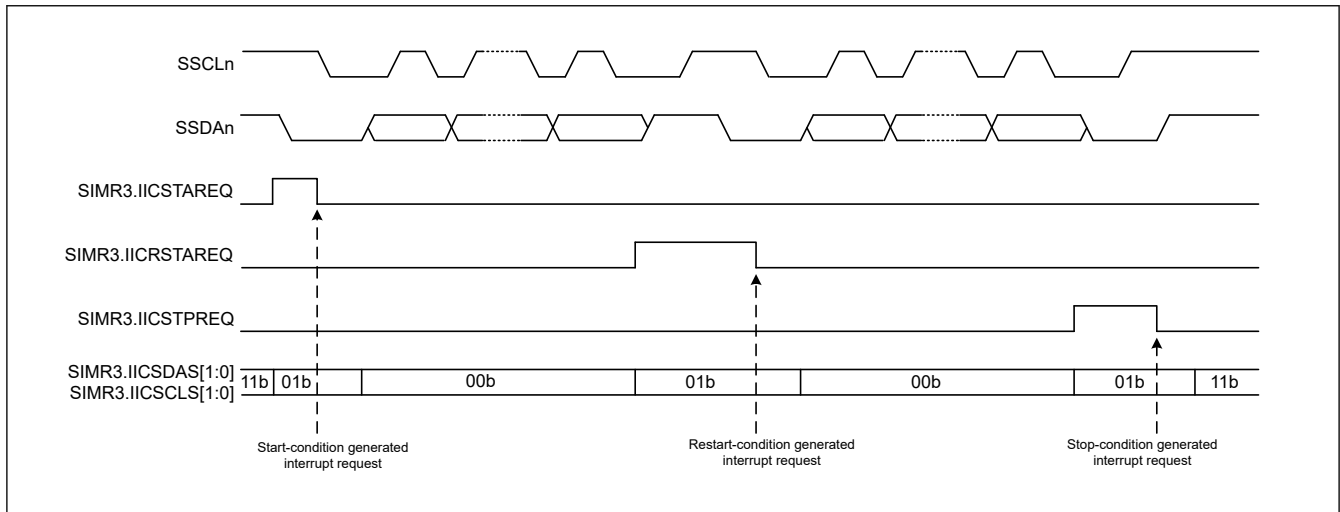 SSCLn
SSDAn
SIMR3.IICSTAREQ
SIMR3.IICRSTAREQ
SIMR3.IICSTPREQ
SIMR3.IICSDAS[1:0]
SIMR3.IICSCLS[1:0]
11b 01b 00b 01b 00b 01b 11b
Start-condition generated
interrupt request
Restart-condition generated
interrupt request
Stop-condition generated
interrupt request